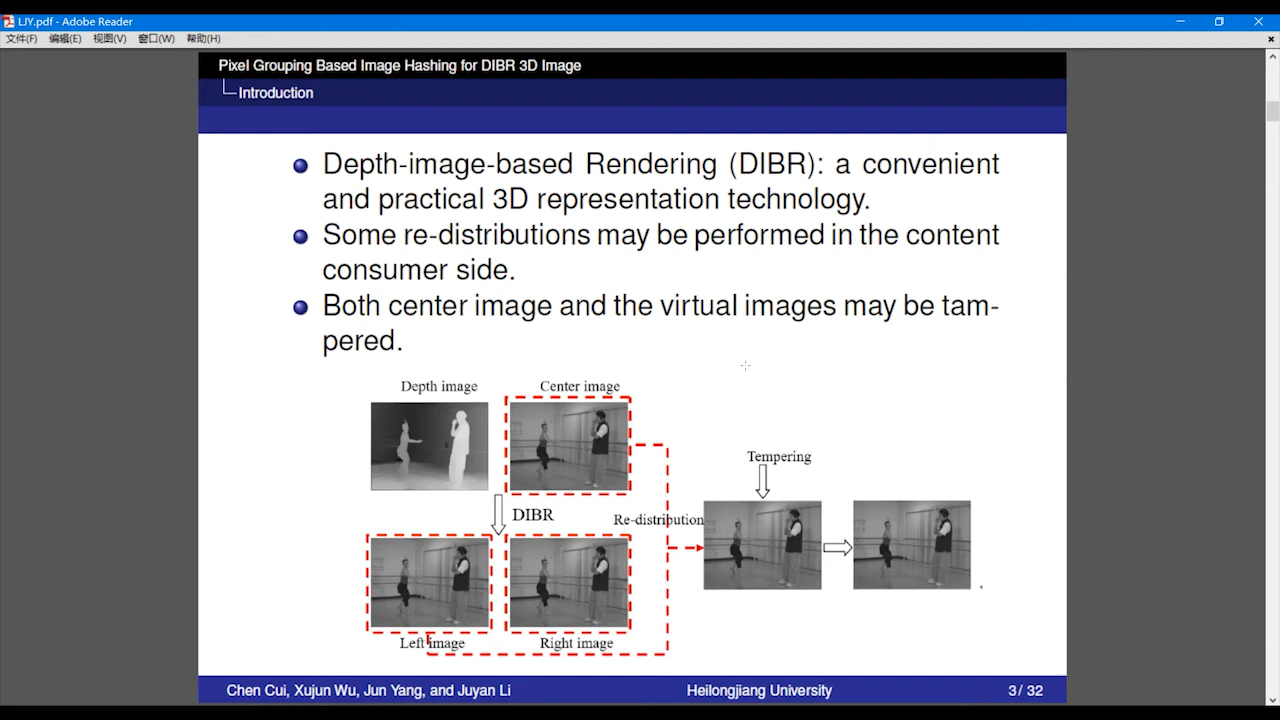 LJY.pdf - Adobe Reader
文件(F) 编辑(E) 视图(V) 窗口(W) 帮助(H)
Pixel Grouping Based Image Hashing for DIBR 3D Image
Introduction
Depth-image-based Rendering (DIBR): a convenient
and practical 3D representation technology.
Some re-distributions may be performed in the content
consumer side.
Both center image and the virtual images may be tam-
pered.
Depth image Center image
Tempering
DIBR
Re-distribution
Left image Right image
Chen Cui, Xujun Wu, Jun Yang, and Juyan Li Heilongjiang University 3 / 32